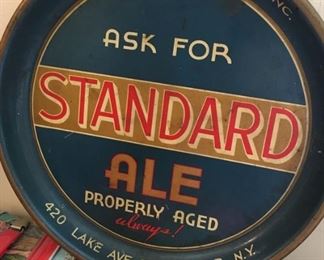 INC.
ASK FOR
STANDARD
ALE
PROPERLY AGED
always!
420 LAKE AVE N.Y.